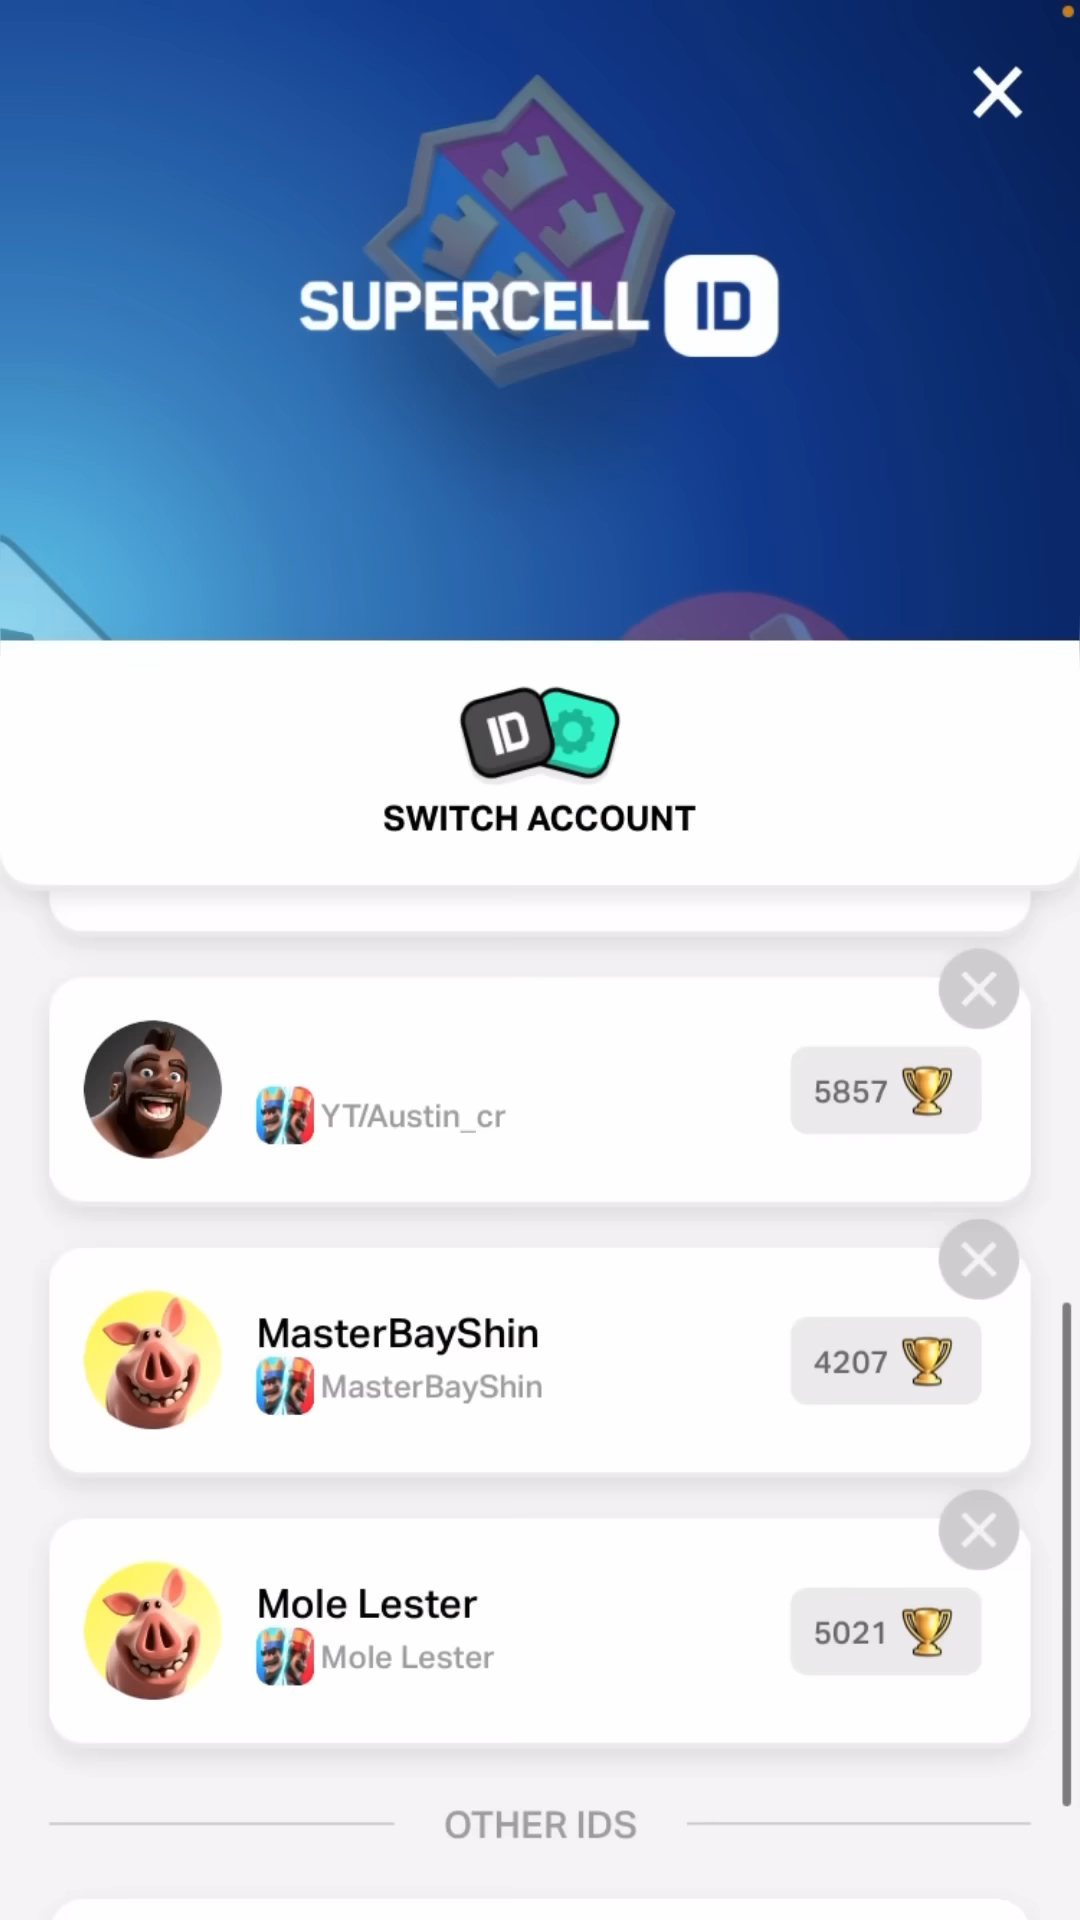 SUPERCELL ID
ID
SWITCH ACCOUNT
YT/Austin_cr
5857
MasterBayShin
MasterBayShin
4207
Mole Lester
Mole Lester
5021
OTHER IDS